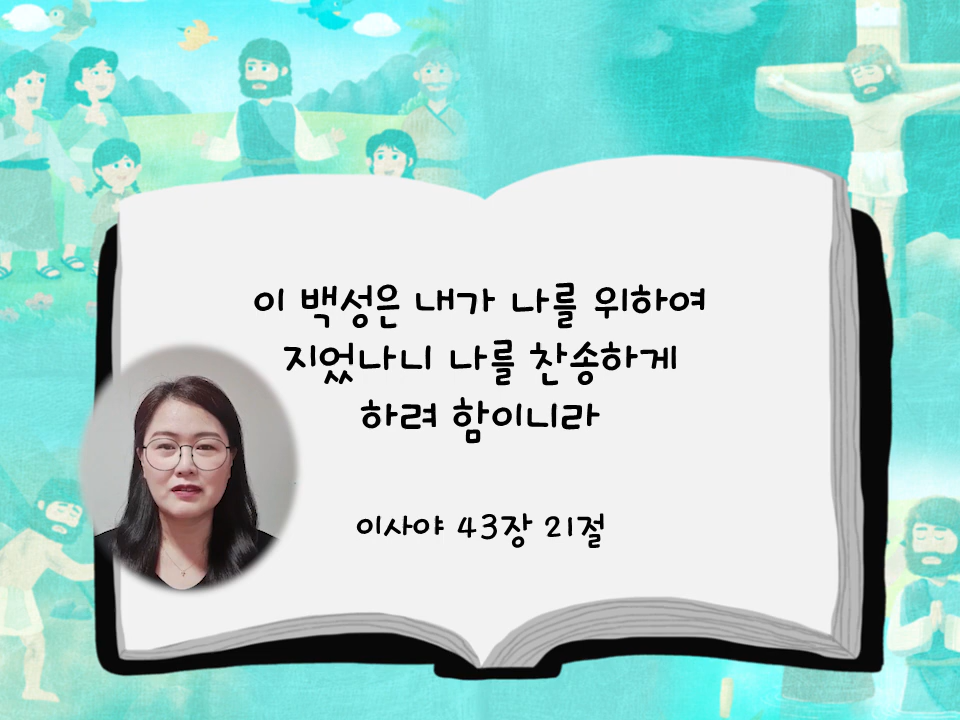 이 백성은 내가 나를 위하여
지었나니 나를 찬송하게
하려 함이니라
이사야 43장 21절